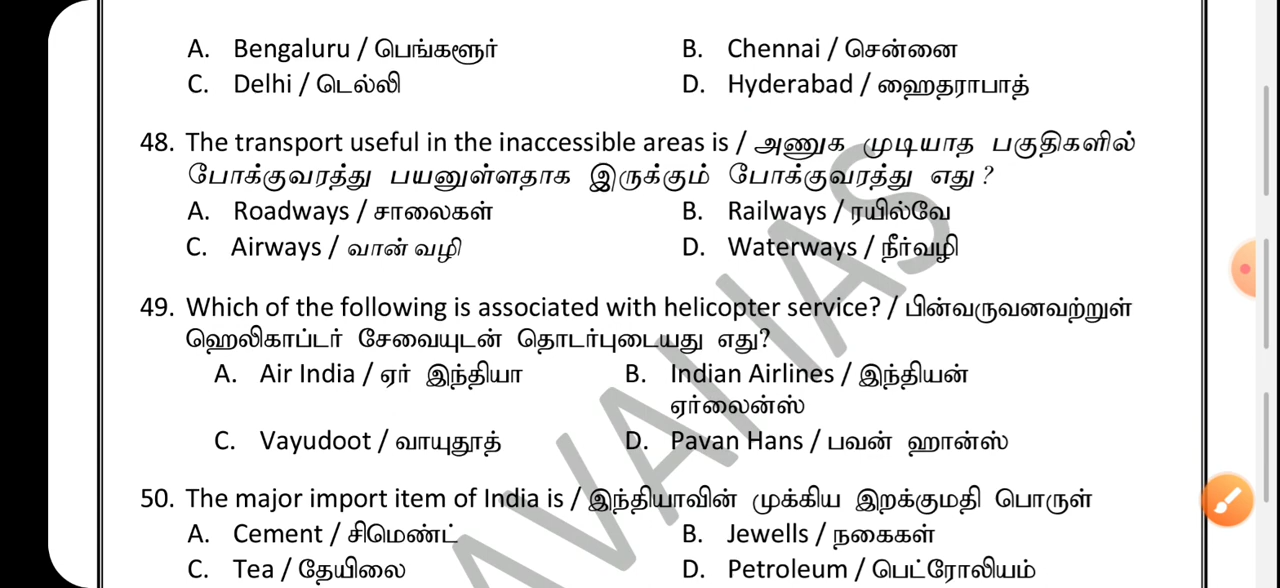 A. Bengaluru / பெங்களூர் B. Chennai / சென்னை
C. Delhi / டெல்லி D. Hyderabad / ஹைதராபாத்
48. The transport useful in the inaccessible areas is / அணுக முடியாத பகுதிகளில்
போக்குவரத்து பயனுள்ளதாக இருக்கும் போக்குவரத்து எது ?
A. Roadways / சாலைகள் B. Railways / ரயில்வே
C. Airways / வான் வழி D. Waterways / நீர்வழி
49. Which of the following is associated with helicopter service? / பின்வருவனவற்றுள்
ஹெலிகாப்டர் சேவையுடன் தொடர்புடையது எது?
A. Air India / ஏர் இந்தியா B. Indian Airlines / இந்தியன்
ஏர்லைன்ஸ்
C. Vayudoot / வாயுதூத் D. Pavan Hans / பவன் ஹான்ஸ்
50. The major import item of India is / இந்தியாவின் முக்கிய இறக்குமதி பொருள்
A. Cement / சிமெண்ட் B. Jewells / நகைகள்
C. Tea / தேயிலை D. Petroleum / பெட்ரோலியம்
AVAI IAS